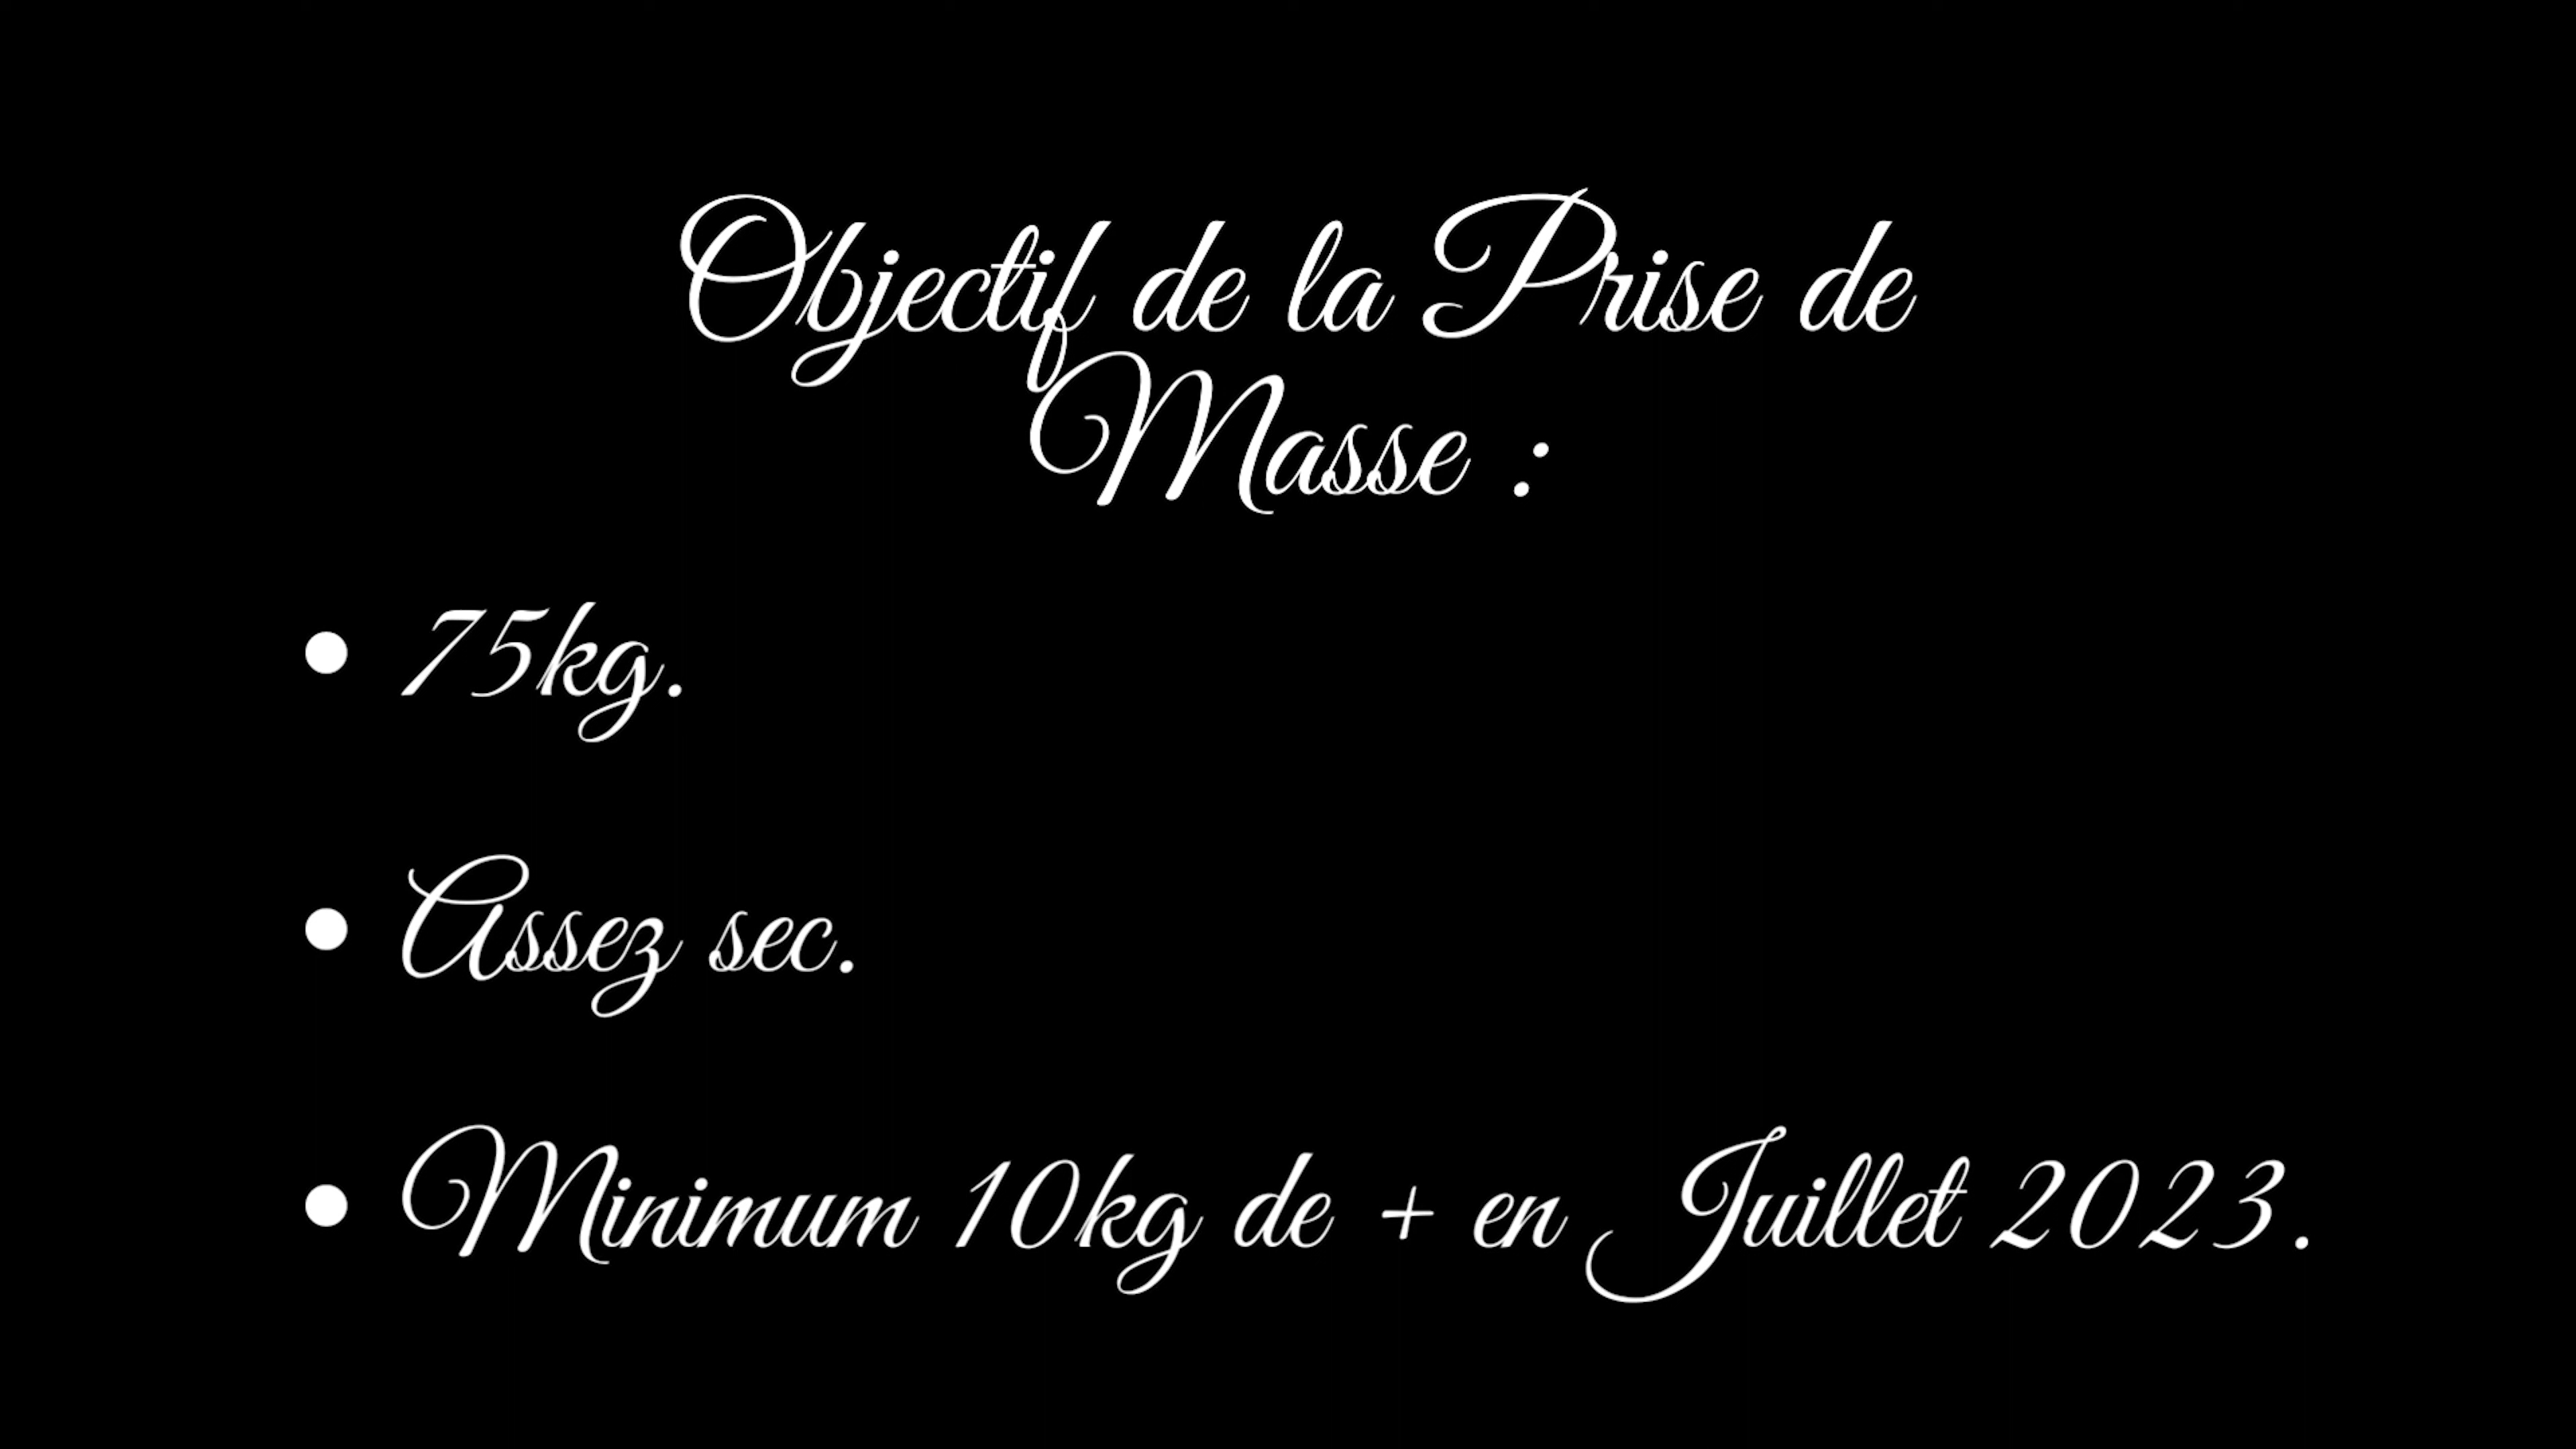 Objectif de la Prise de
Masse :
• 75kg.
• Assez sec.
• Minimum 10kg de + en Juillet 2023.